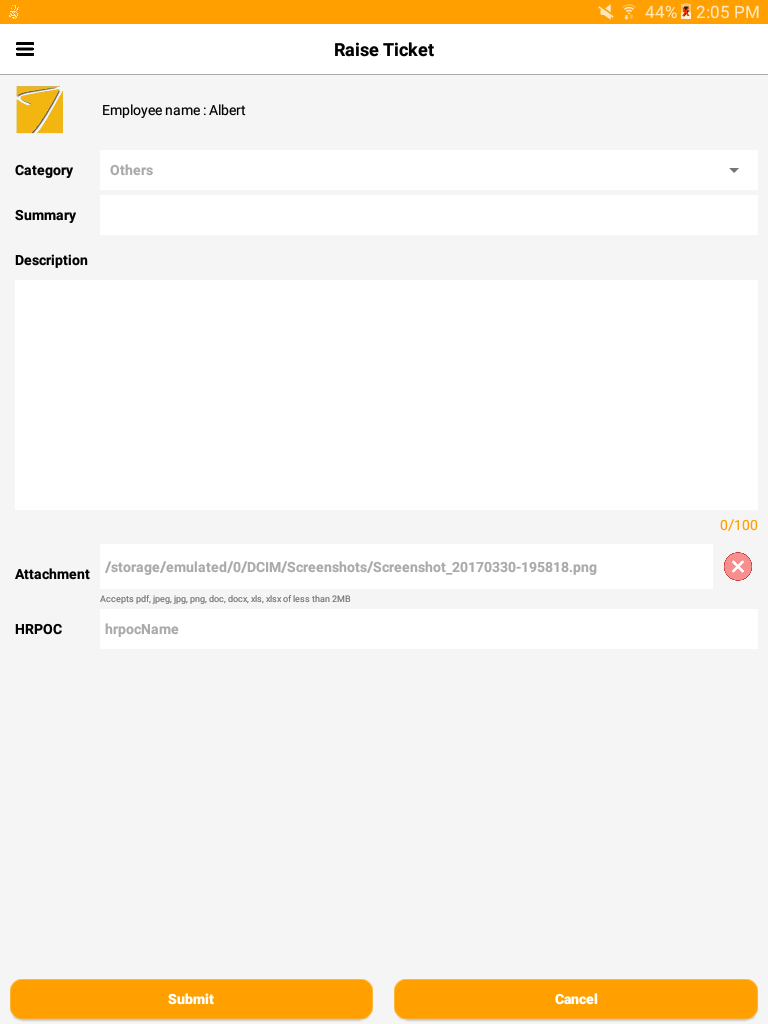 44% 2:05 PM
Raise Ticket
Employee name : Albert
Category Others
Summary
Description
0/100
Attachment /storage/emulated/0/DCIM/Screenshots/Screenshot_20170330-195818.png
Accepts pdf, jpeg, jpg, png, doc, docx, xls, xlsx of less than 2MB
HRPOC hrpocName
Submit Cancel